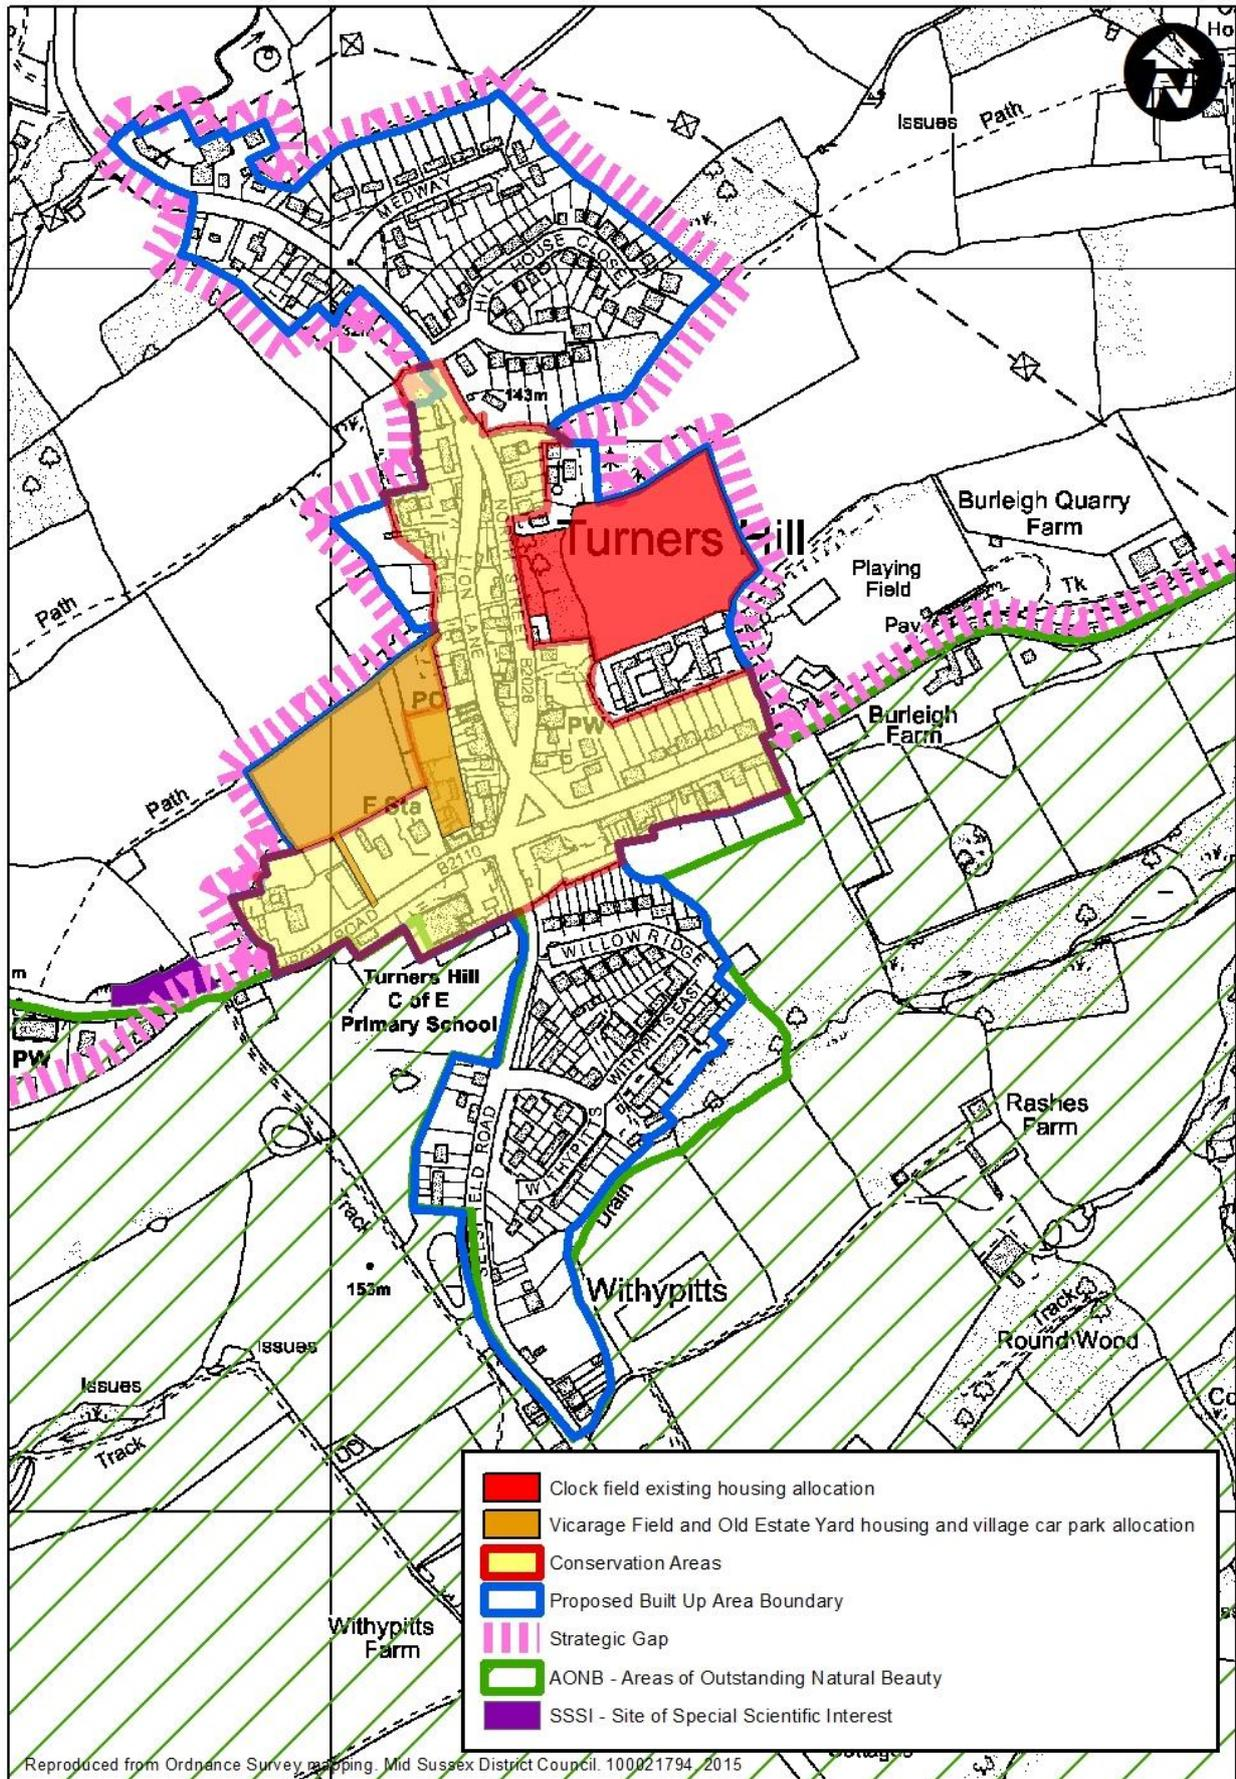 Ho
N
Issues
Path
MEDWAY
HILL HOUSE CLOSE
143m
Turners Hill
Burleigh Quarry
Farm
Playing
Field
Tk
Pav
Path
LION LANE
NORTH STREET
B2028
PO
PW
Burleigh
Farm
Path
F Sta
B2110
ROAD
WILLOW RIDGE
m
Turners Hill
C of E
Primary School
WITHYPITTS EAST
PW
Rashes
Farm
ELD ROAD
WITHYPITTS
Track
Drain
153m
Withypitts
Track
Round Wood
Issues
Issues
Track
Co
Clock field existing housing allocation
Vicarage Field and Old Estate Yard housing and village car park allocation
Conservation Areas
Proposed Built Up Area Boundary
Withypitts
Farm
Strategic Gap
AONB - Areas of Outstanding Natural Beauty
SSSI - Site of Special Scientific Interest
Reproduced from Ordnance Survey mapping. Mid Sussex District Council. 100021794 2015